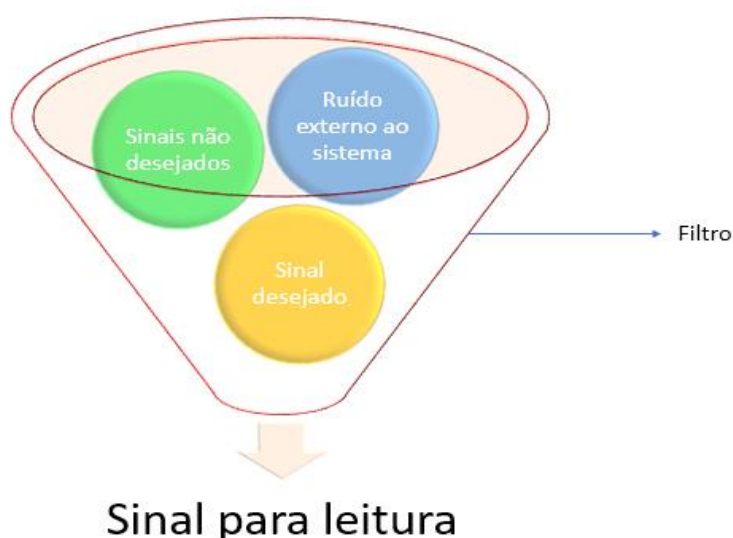 Sinais não
desejados
Ruído
externo ao
sistema
Filtro
Sinal
desejado
Sinal para leitura